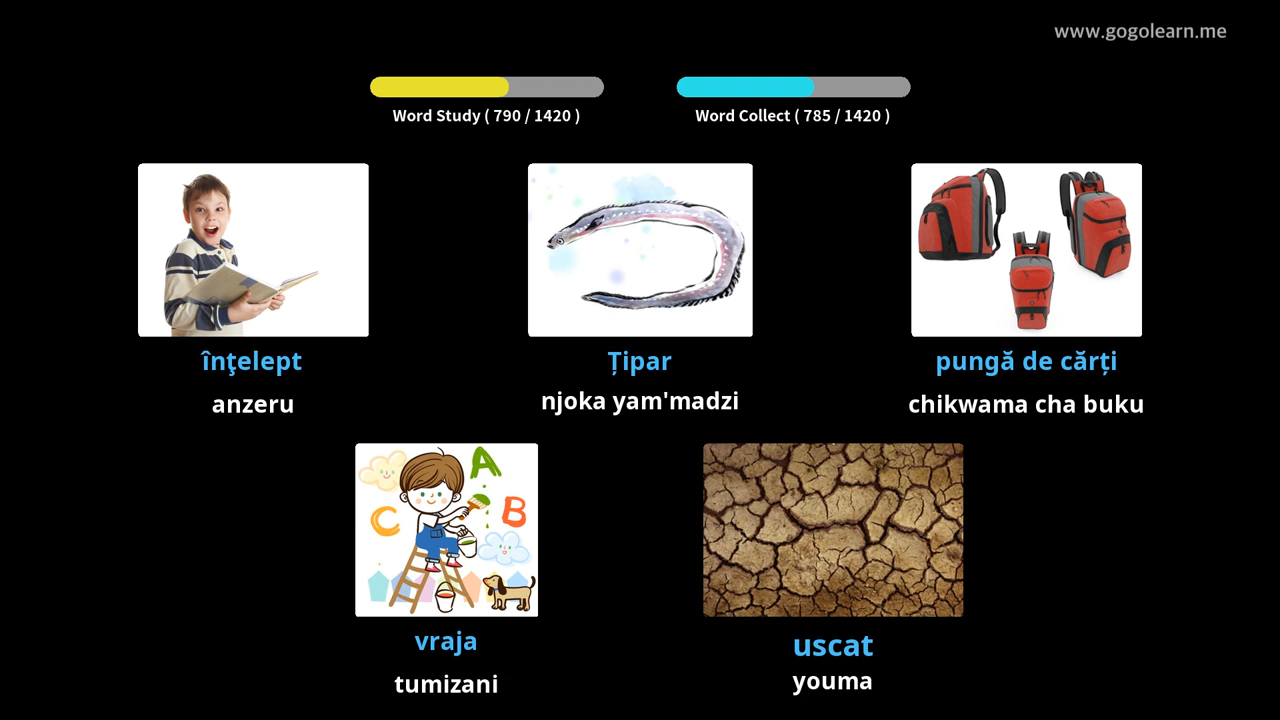 www.gogolearn.me
Word Study ( 790 / 1420 )
Word Collect ( 785 / 1420 )
înţelept
Țipar
pungă de cărți
anzeru
njoka yam'madzi
chikwama cha buku
A
B
C
vraja
uscat
tumizani
youma